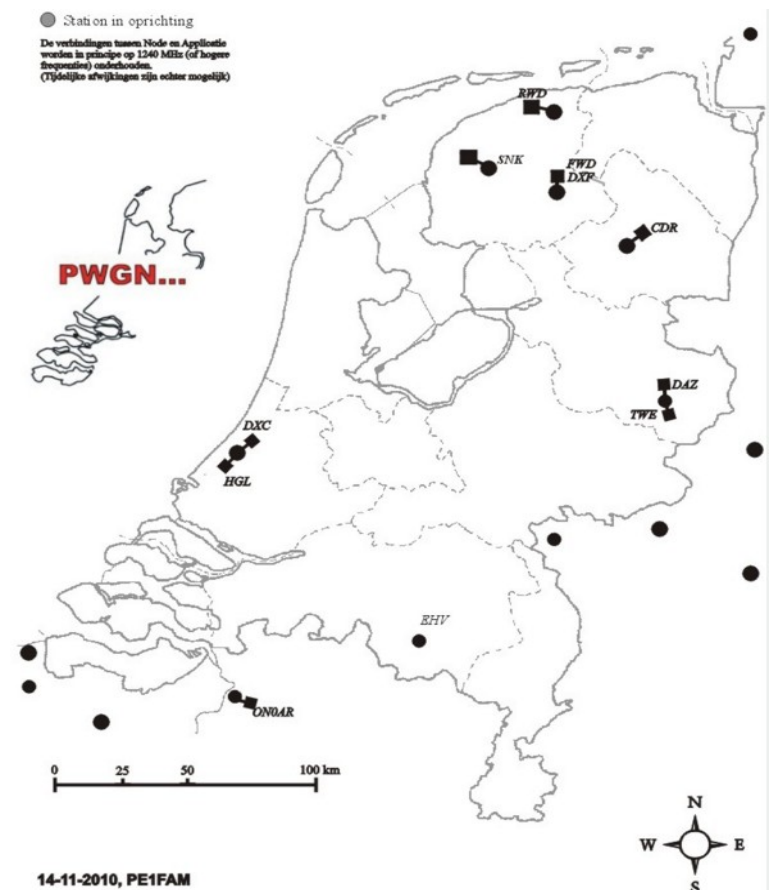 Station in oprichting
De verbindingen tussen Node en Applicatie
worden in principe op 1240 MHz (of hogere
frequenties) onderhouden.
(Tijdelijke afwijkingen zijn echter mogelijk)
RWD
SNK
FWD
DXF
CDR
PWGN...
DAZ
TWE
DXC
HGL
EHV
ON0AR
0 25 50 100 km
N
W E
S
14-11-2010, PE1FAM